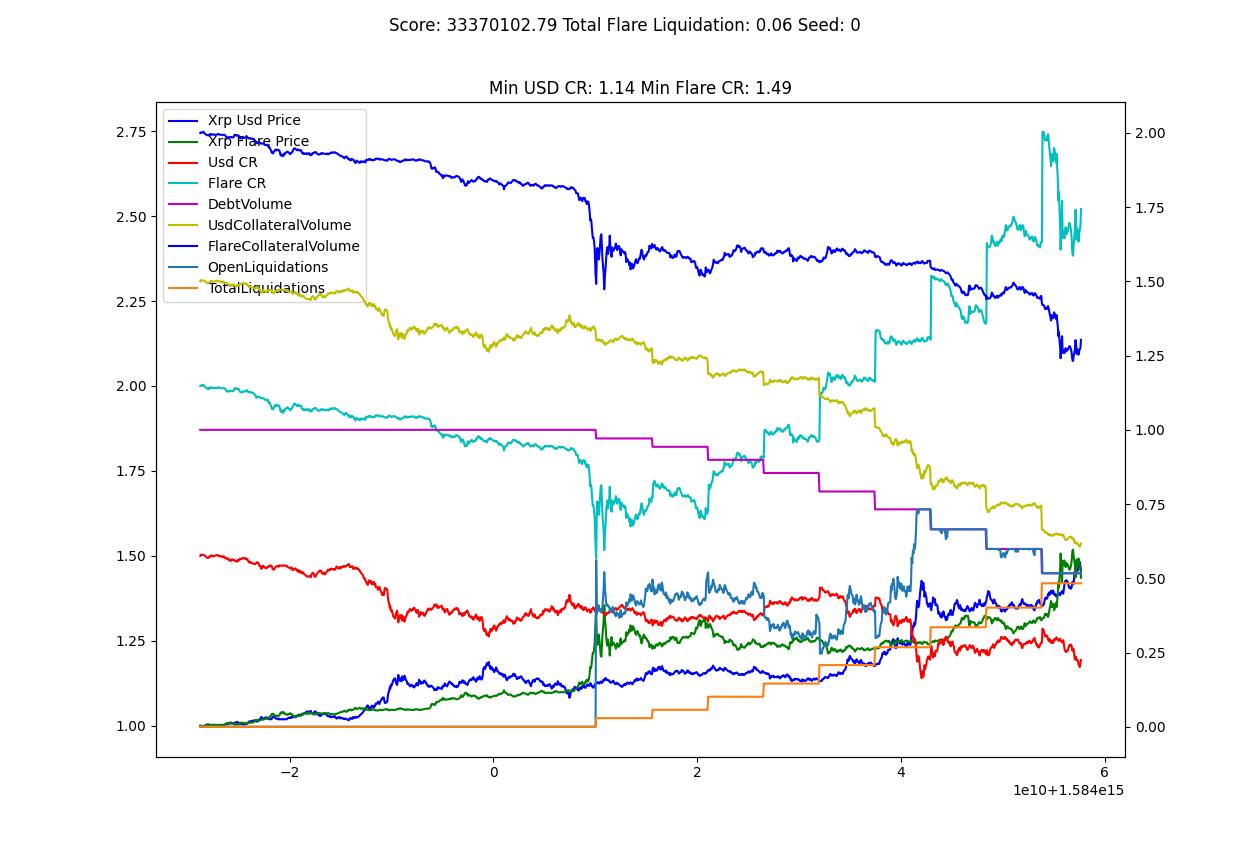 Score: 33370102.79 Total Flare Liquidation: 0.06 Seed: 0
Min USD CR: 1.14 Min Flare CR: 1.49
Xrp Usd Price
Xrp Flare Price
Usd CR
Flare CR
DebtVolume
UsdCollateralVolume
FlareCollateralVolume
OpenLiquidations
TotalLiquidations
2.75
2.50
2.25
2.00
1.75
1.50
1.25
1.00
2.00
1.75
1.50
1.25
1.00
0.75
0.50
0.25
0.00
−2
0
2
4
6
1e10+1.584e15